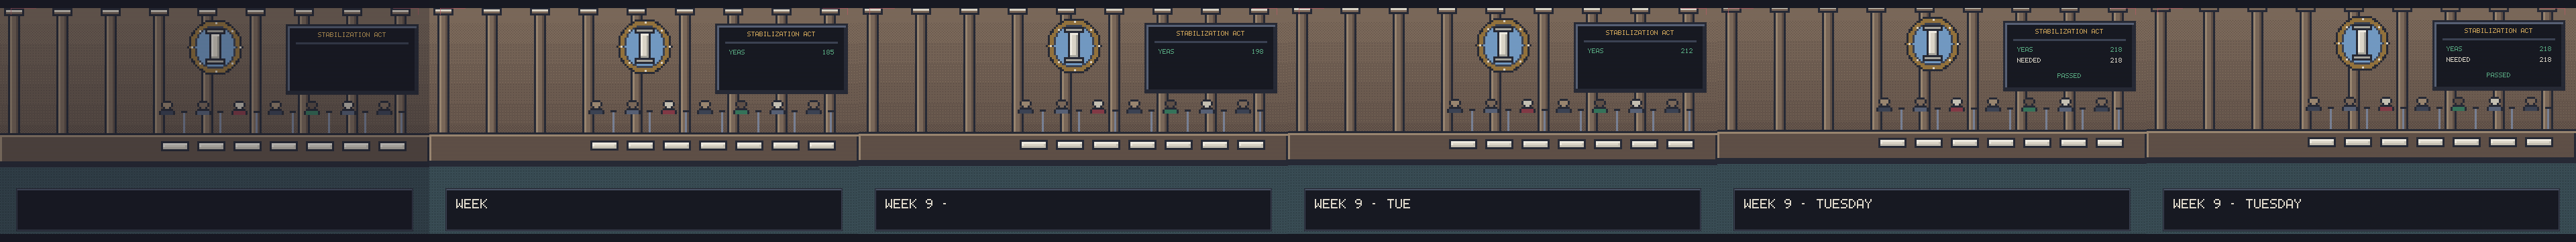 STABILIZATION ACT
STABILIZATION ACT
YEAS 185
WEEK
STABILIZATION ACT
YEAS 198
WEEK 9 -
STABILIZATION ACT
YEAS 212
WEEK 9 - TUE
STABILIZATION ACT
YEAS 218
NEEDED 218
PASSED
WEEK 9 - TUESDAY
STABILIZATION ACT
YEAS 218
NEEDED 218
PASSED
WEEK 9 - TUESDAY